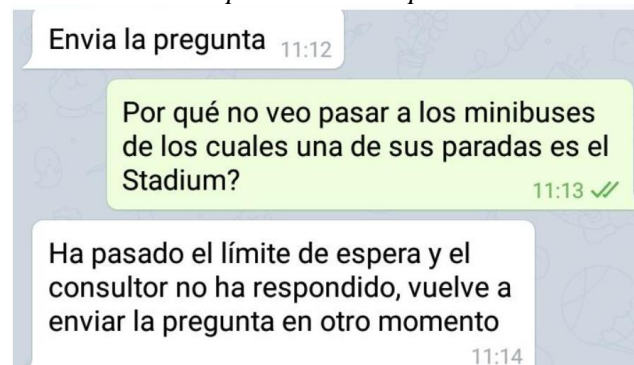 Envia la pregunta 11:12
Por qué no veo pasar a los minibuses
de los cuales una de sus paradas es el
Stadium?
11:13
Ha pasado el límite de espera y el
consultor no ha respondido, vuelve a
enviar la pregunta en otro momento
11:14